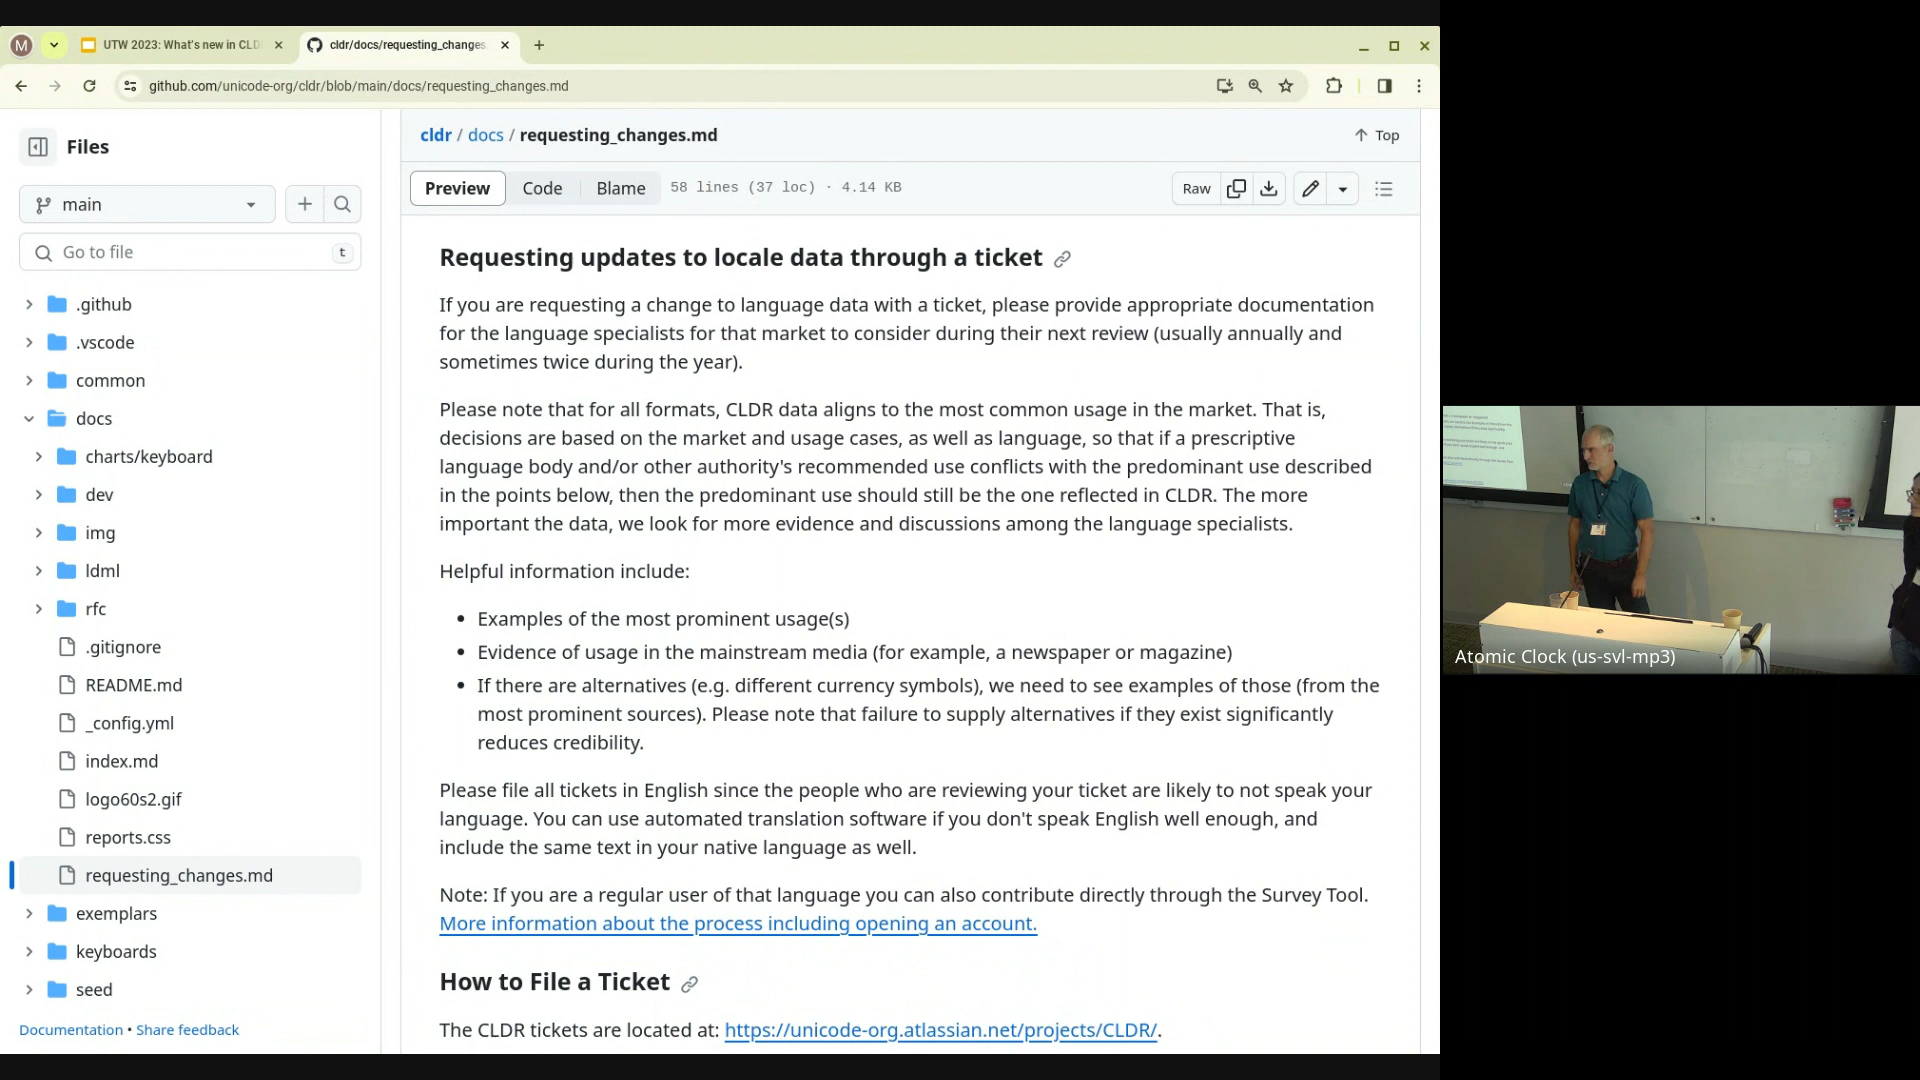 M
UTW 2023: What's new in CLD
cldr/docs/requesting_changes
github.com/unicode-org/cldr/blob/main/docs/requesting_changes.md
Files
main
Go to file
t
.github
.vscode
common
docs
charts/keyboard
dev
img
ldml
rfc
.gitignore
README.md
_config.yml
index.md
logo60s2.gif
reports.css
requesting_changes.md
exemplars
keyboards
seed
Documentation • Share feedback
cldr / docs / requesting_changes.md
Top
Preview Code Blame 58 lines (37 loc) · 4.14 KB
Raw
Requesting updates to locale data through a ticket
If you are requesting a change to language data with a ticket, please provide appropriate documentation
for the language specialists for that market to consider during their next review (usually annually and
sometimes twice during the year).
Please note that for all formats, CLDR data aligns to the most common usage in the market. That is,
decisions are based on the market and usage cases, as well as language, so that if a prescriptive
language body and/or other authority's recommended use conflicts with the predominant use described
in the points below, then the predominant use should still be the one reflected in CLDR. The more
important the data, we look for more evidence and discussions among the language specialists.
Helpful information include:
• Examples of the most prominent usage(s)
• Evidence of usage in the mainstream media (for example, a newspaper or magazine)
• If there are alternatives (e.g. different currency symbols), we need to see examples of those (from the
most prominent sources). Please note that failure to supply alternatives if they exist significantly
reduces credibility.
Please file all tickets in English since the people who are reviewing your ticket are likely to not speak your
language. You can use automated translation software if you don't speak English well enough, and
include the same text in your native language as well.
Note: If you are a regular user of that language you can also contribute directly through the Survey Tool.
More information about the process including opening an account.
How to File a Ticket
The CLDR tickets are located at: https://unicode-org.atlassian.net/projects/CLDR/.
Atomic Clock (us-svl-mp3)